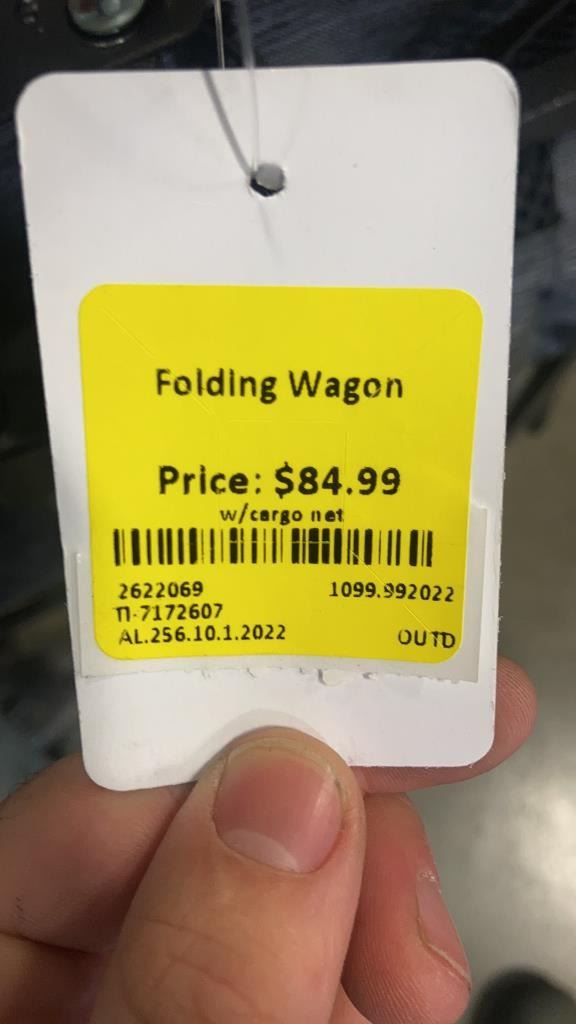 Folding Wagon
Price: $84.99
w/cargo net
2622069 1099.992022
TI-7172607
AL.256.10.1.2022 OUTD